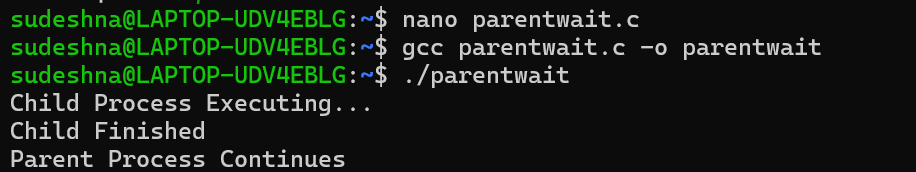 sudeshna@LAPTOP-UDV4EBLG:~$ nano parentwait.c
sudeshna@LAPTOP-UDV4EBLG:~$ gcc parentwait.c -o parentwait
sudeshna@LAPTOP-UDV4EBLG:~$ ./parentwait
Child Process Executing...
Child Finished
Parent Process Continues